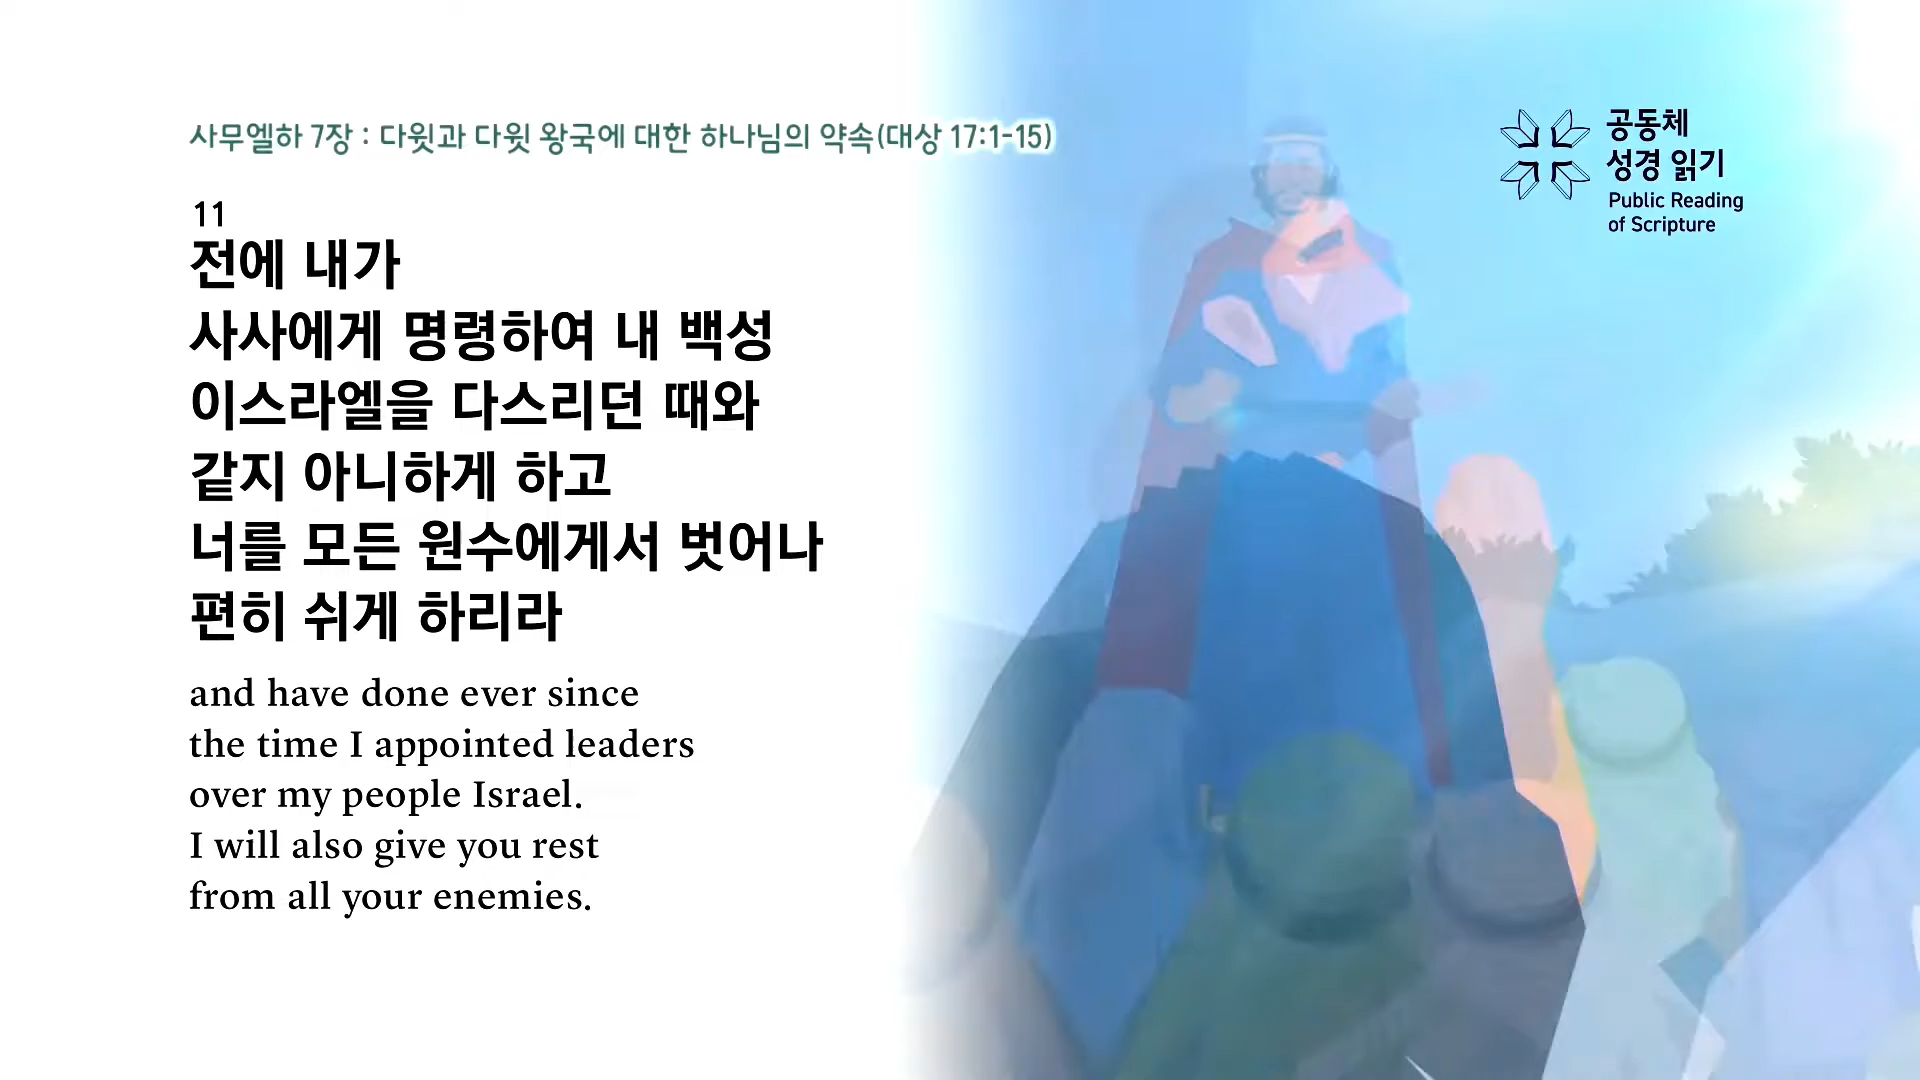 사무엘하 7장 : 다윗과 다윗 왕국에 대한 하나님의 약속(대상 17:1-15)
공동체
성경 읽기
Public Reading
of Scripture
11
전에 내가
사사에게 명령하여 내 백성
이스라엘을 다스리던 때와
같지 아니하게 하고
너를 모든 원수에게서 벗어나
편히 쉬게 하리라
and have done ever since
the time I appointed leaders
over my people Israel.
I will also give you rest
from all your enemies.